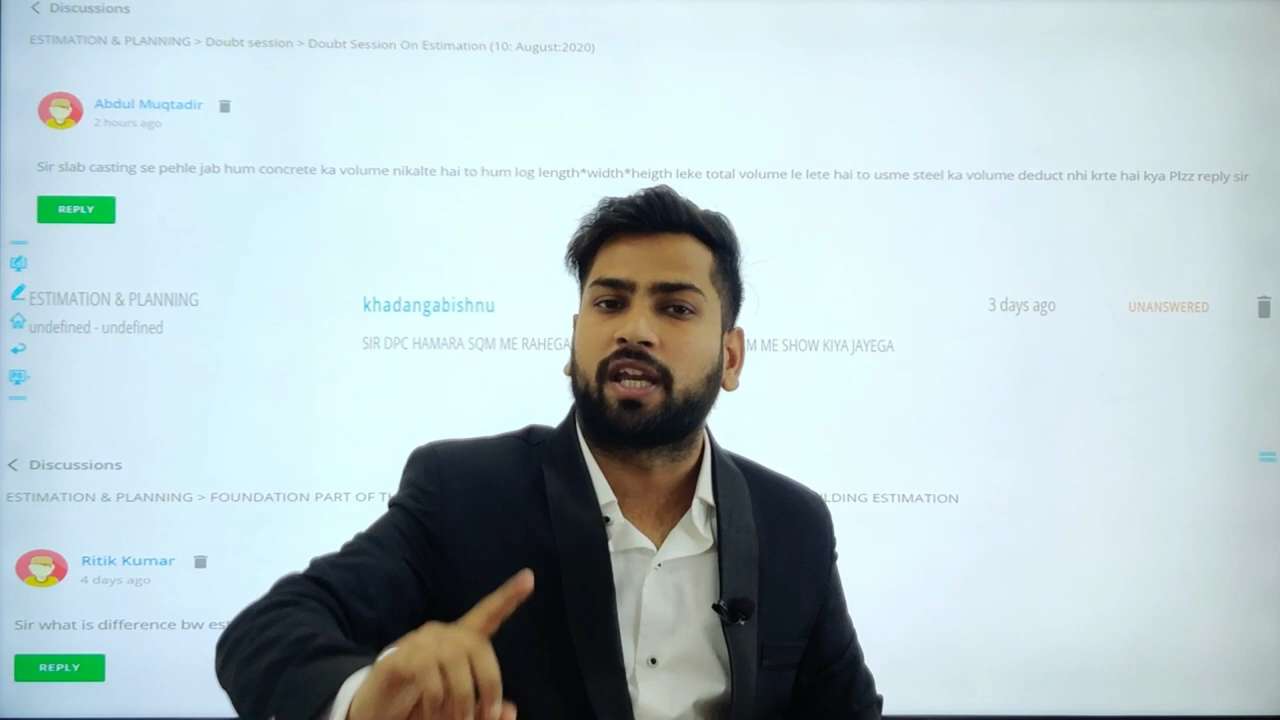 Discussions
ESTIMATION & PLANNING > Doubt session > Doubt Session On Estimation (10: August:2020)
Abdul Muqtadir
2 hours ago
Sir slab casting se pehle jab hum concrete ka volume nikalte hai to hum log length*width*heigth leke total volume le lete hai to usme steel ka volume deduct nhi krte hai kya Plzz reply sir
REPLY
ESTIMATION & PLANNING
undefined - undefined
khadangabishnu
3 days ago
UNANSWERED
SIR DPC HAMARA SQM ME RAHEGA M ME SHOW KIYA JAYEGA
Discussions
ESTIMATION & PLANNING > FOUNDATION PART OF ESTIMATION
Ritik Kumar
4 days ago
Sir what is difference bw
REPLY